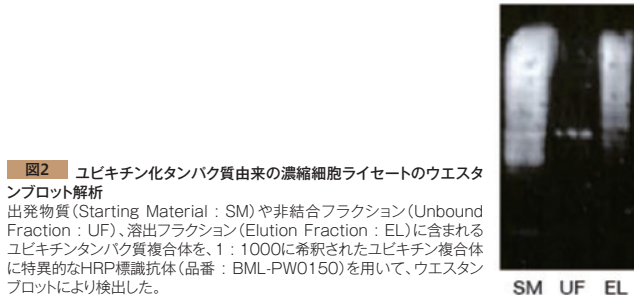 図2 ユビキチン化タンパク質由来の濃縮細胞ライセートのウエスタ
ンブロット解析
出発物質(Starting Material : SM)や非結合フラクション(Unbound
Fraction : UF)、溶出フラクション(Elution Fraction : EL)に含まれる
ユビキチンタンパク質複合体を、1 : 1000に希釈されたユビキチン複合体
に特異的なHRP標識抗体(品番 : BML-PW0150)を用いて、ウエスタン
ブロットにより検出した。
SM UF EL